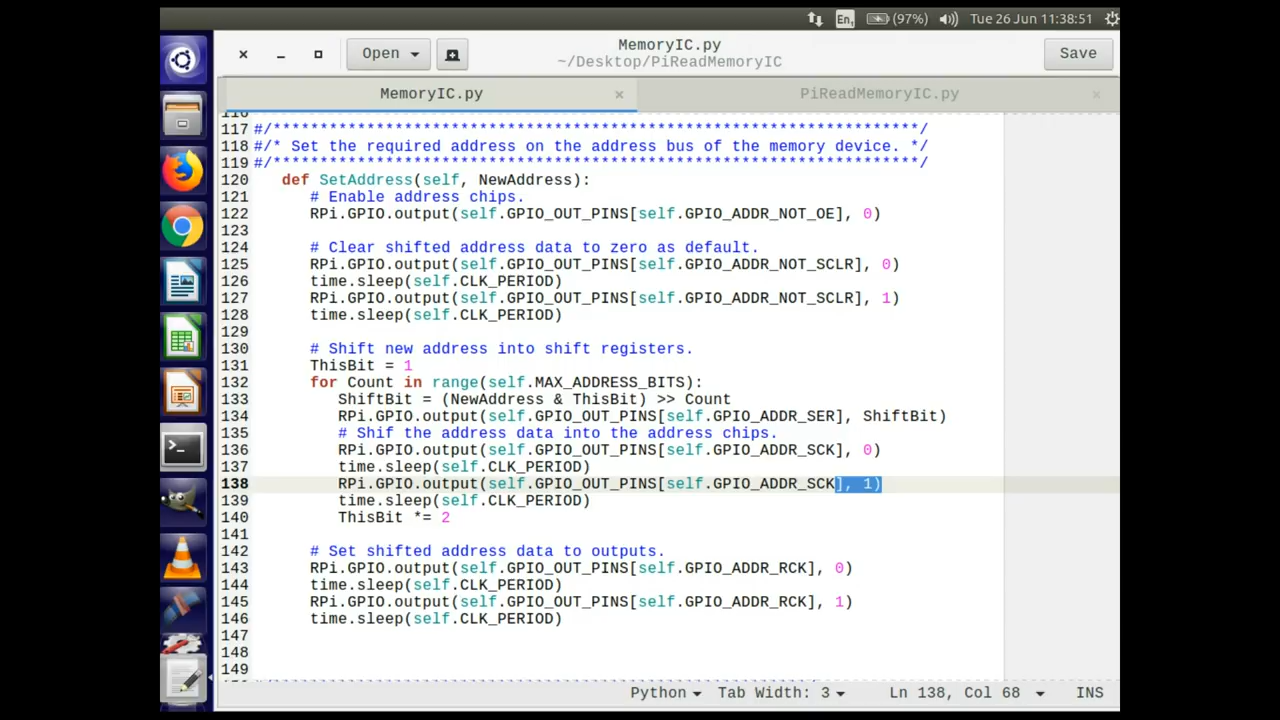 En (97%) Tue 26 Jun 11:38:51
Open MemoryIC.py Save
~/Desktop/PiReadMemoryIC
MemoryIC.py × PiReadMemoryIC.py ×
116
117 #/*********************************************************************/
118 #/* Set the required address on the address bus of the memory device. */
119 #/*********************************************************************/
120 def SetAddress(self, NewAddress):
121 # Enable address chips.
122 RPi.GPIO.output(self.GPIO_OUT_PINS[self.GPIO_ADDR_NOT_OE], 0)
123
124 # Clear shifted address data to zero as default.
125 RPi.GPIO.output(self.GPIO_OUT_PINS[self.GPIO_ADDR_NOT_SCLR], 0)
126 time.sleep(self.CLK_PERIOD)
127 RPi.GPIO.output(self.GPIO_OUT_PINS[self.GPIO_ADDR_NOT_SCLR], 1)
128 time.sleep(self.CLK_PERIOD)
129
130 # Shift new address into shift registers.
131 ThisBit = 1
132 for Count in range(self.MAX_ADDRESS_BITS):
133 ShiftBit = (NewAddress & ThisBit) >> Count
134 RPi.GPIO.output(self.GPIO_OUT_PINS[self.GPIO_ADDR_SER], ShiftBit)
135 # Shif the address data into the address chips.
136 RPi.GPIO.output(self.GPIO_OUT_PINS[self.GPIO_ADDR_SCK], 0)
137 time.sleep(self.CLK_PERIOD)
138 RPi.GPIO.output(self.GPIO_OUT_PINS[self.GPIO_ADDR_SCK], 1)
139 time.sleep(self.CLK_PERIOD)
140 ThisBit *= 2
141
142 # Set shifted address data to outputs.
143 RPi.GPIO.output(self.GPIO_OUT_PINS[self.GPIO_ADDR_RCK], 0)
144 time.sleep(self.CLK_PERIOD)
145 RPi.GPIO.output(self.GPIO_OUT_PINS[self.GPIO_ADDR_RCK], 1)
146 time.sleep(self.CLK_PERIOD)
147
148
149
Python Tab Width: 3 Ln 138, Col 68 INS